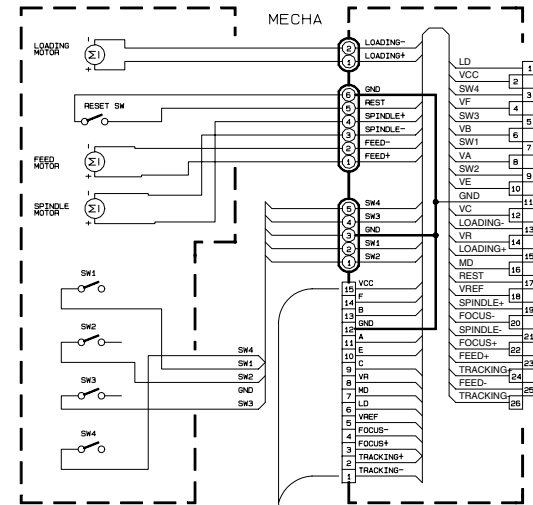 MECHA
LOADING
MOTOR
+
M
2 LOADING-
1 LOADING+
RESET SW
6 GND
5 REST
4 SPINDLE+
3 SPINDLE-
2 FEED-
1 FEED+
FEED
MOTOR
+
M
SPINDLE
MOTOR
+
M
5 SW4
4 SW3
3 GND
2 SW1
1 SW2
SW1
SW2
SW3
SW4
SW4
SW1
SW2
GND
SW3
15 VCC
14 F
13 B
12 GND
11 A
10 E
9 C
8 VR
7 MD
6 LD
5 VREF
4 FOCUS-
3 FOCUS+
2 TRACKING+
1 TRACKING-
LD 1
VCC 2
SW4 3
VF 4
SW3 5
VB 6
SW1 7
VA 8
SW2 9
VE 10
GND 11
VC 12
LOADING- 13
VR 14
LOADING+ 15
MD 16
REST 17
VREF 18
SPINDLE+ 19
FOCUS- 20
SPINDLE- 21
FOCUS+ 22
FEED+ 23
TRACKING+ 24
FEED- 25
TRACKING- 26